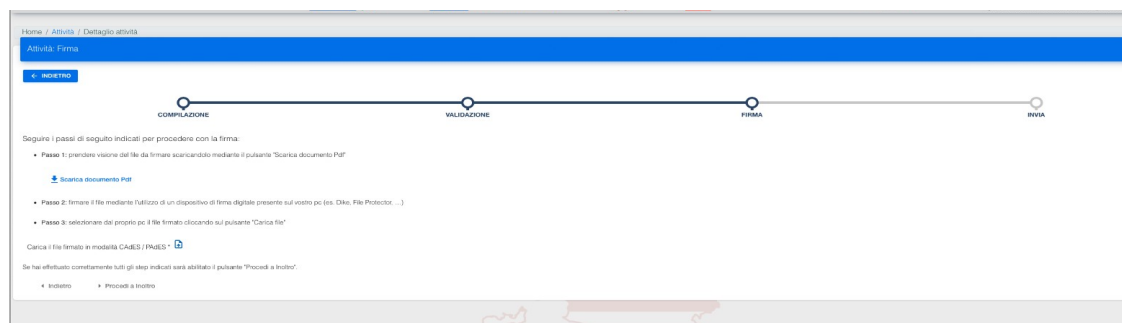 Home / Attività / Dettaglio attività
Attività: Firma
← INDIETRO
COMPILAZIONE VALIDAZIONE FIRMA INVIA
Seguire i passi di seguito indicati per procedere con la firma:
• Passo 1: prendere visione del file da firmare scaricandolo mediante il pulsante "Scarica documento Pdf"
Scarica documento Pdf
• Passo 2: firmare il file mediante l'utilizzo di un dispositivo di firma digitale presente sul vostro pc (es. Dike, File Protector, ...)
• Passo 3: selezionare dal proprio pc il file firmato cliccando sul pulsante "Carica file"
Carica il file firmato in modalità CAdES / PAdES *
Se hai effettuato correttamente tutti gli step indicati sarà abilitato il pulsante "Procedi a Inoltro".
Indietro Procedi a Inoltro